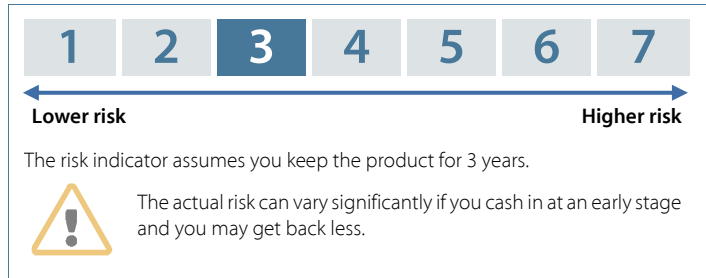 1 2 3 4 5 6 7
Lower risk Higher risk
The risk indicator assumes you keep the product for 3 years.
The actual risk can vary significantly if you cash in at an early stage
and you may get back less.